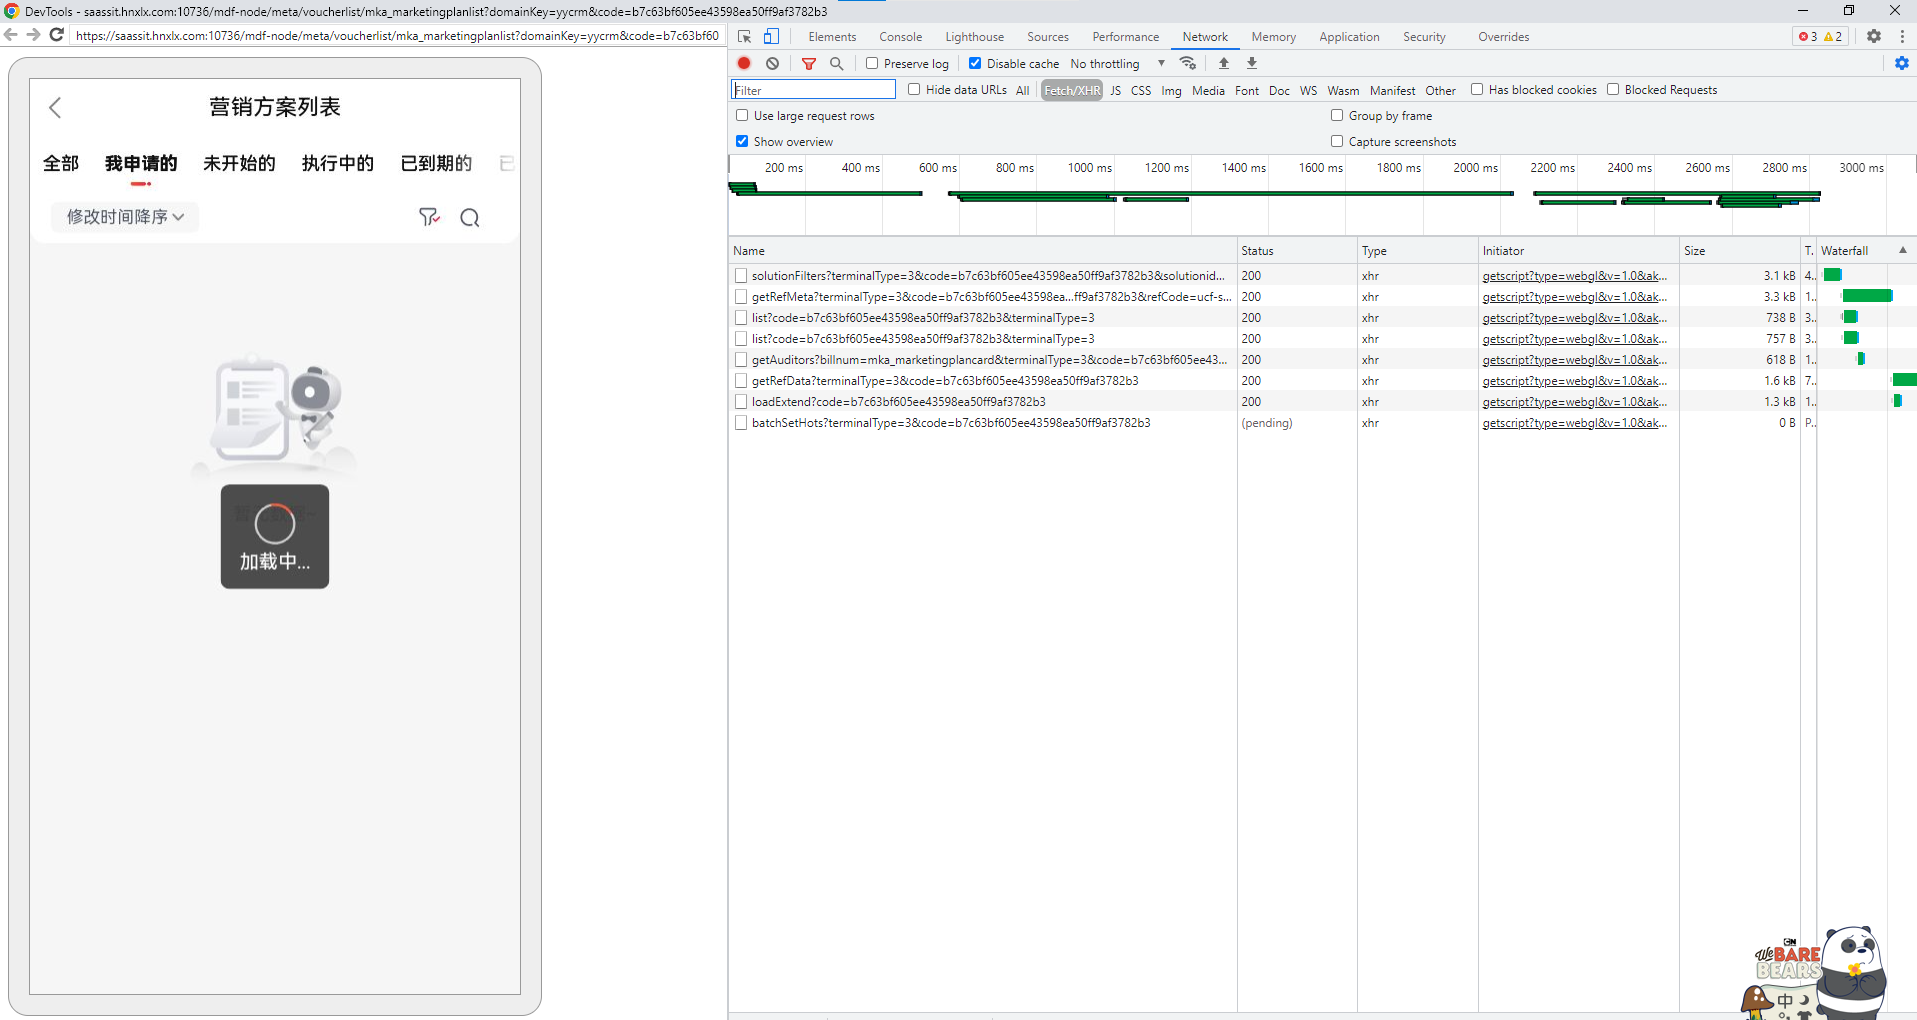 DevTools - saassit.hnxlx.com:10736/mdf-node/meta/voucherlist/mka_marketingplanlist?domainKey=yycrm&code=b7c63bf605ee43598ea50ff9af3782b3
https://saassit.hnxlx.com:10736/mdf-node/meta/voucherlist/mka_marketingplanlist?domainKey=yycrm&code=b7c63bf60
营销方案列表
全部 我申请的 未开始的 执行中的 已到期的 已
修改时间降序
加载中...
Elements Console Lighthouse Sources Performance Network Memory Application Security Overrides 3 2
Preserve log Disable cache No throttling
Filter Hide data URLs All Fetch/XHR JS CSS Img Media Font Doc WS Wasm Manifest Other Has blocked cookies Blocked Requests
Use large request rows Group by frame
Show overview Capture screenshots
200 ms 400 ms 600 ms 800 ms 1000 ms 1200 ms 1400 ms 1600 ms 1800 ms 2000 ms 2200 ms 2400 ms 2600 ms 2800 ms 3000 ms
Name Status Type Initiator Size T. Waterfall
solutionFilters?terminalType=3&code=b7c63bf605ee43598ea50ff9af3782b3&solutionid... 200 xhr getscript?type=webgl&v=1.0&ak... 3.1 kB 4..
getRefMeta?terminalType=3&code=b7c63bf605ee43598ea...ff9af3782b3&refCode=ucf-s... 200 xhr getscript?type=webgl&v=1.0&ak... 3.3 kB 1..
list?code=b7c63bf605ee43598ea50ff9af3782b3&terminalType=3 200 xhr getscript?type=webgl&v=1.0&ak... 738 B 3..
list?code=b7c63bf605ee43598ea50ff9af3782b3&terminalType=3 200 xhr getscript?type=webgl&v=1.0&ak... 757 B 3..
getAuditors?billnum=mka_marketingplancard&terminalType=3&code=b7c63bf605ee43... 200 xhr getscript?type=webgl&v=1.0&ak... 618 B 1..
getRefData?terminalType=3&code=b7c63bf605ee43598ea50ff9af3782b3 200 xhr getscript?type=webgl&v=1.0&ak... 1.6 kB 7..
loadExtend?code=b7c63bf605ee43598ea50ff9af3782b3 200 xhr getscript?type=webgl&v=1.0&ak... 1.3 kB 1..
batchSetHots?terminalType=3&code=b7c63bf605ee43598ea50ff9af3782b3 (pending) xhr getscript?type=webgl&v=1.0&ak... 0 B P..
CN
We BARE
BEARS
中